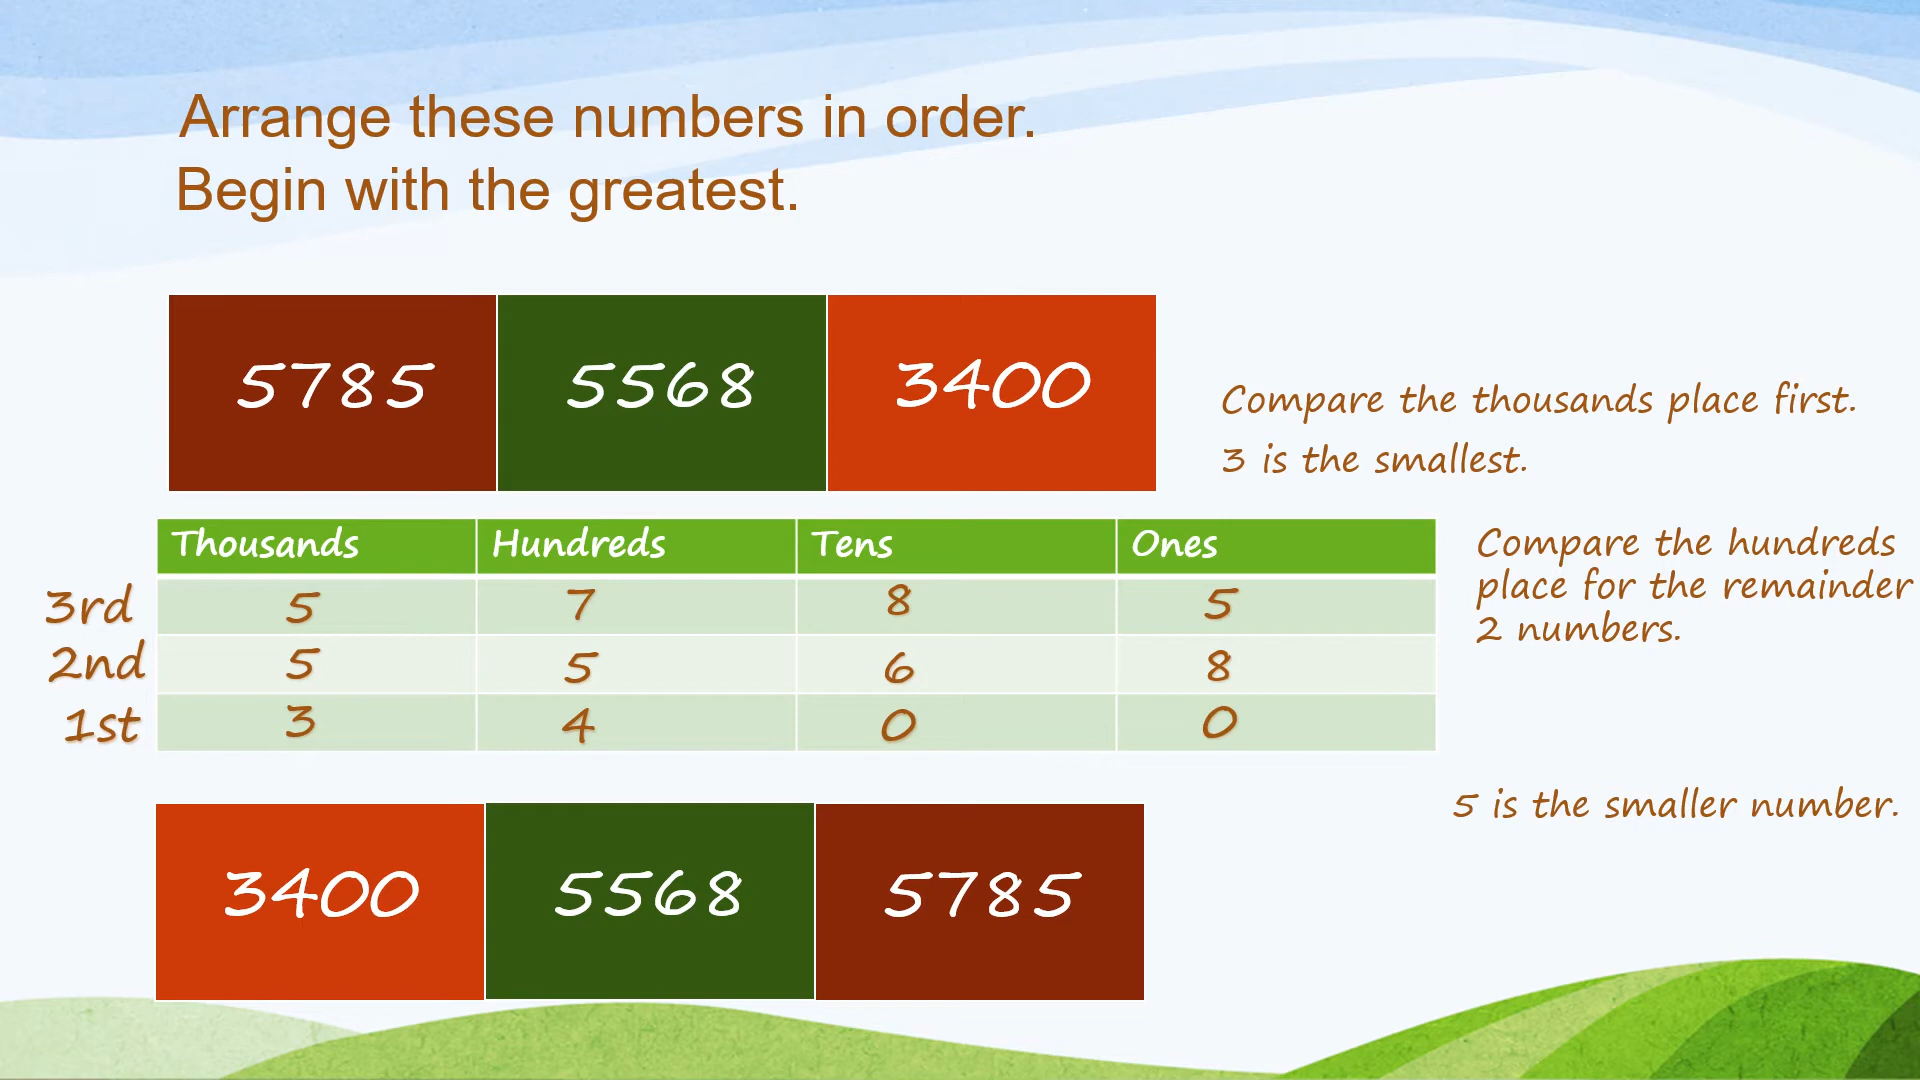 Arrange these numbers in order.
Begin with the greatest.
5785 5568 3400
Compare the thousands place first.
3 is the smallest.
Thousands Hundreds Tens Ones
3rd 5 7 8 5
2nd 5 5 6 8
1st 3 4 0 0
Compare the hundreds
place for the remainder
2 numbers.
5 is the smaller number.
3400 5568 5785